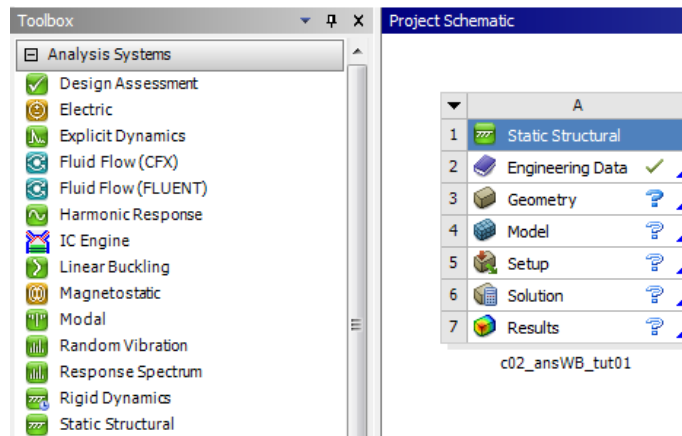 Toolbox
Analysis Systems
Design Assessment
Electric
Explicit Dynamics
Fluid Flow (CFX)
Fluid Flow (FLUENT)
Harmonic Response
IC Engine
Linear Buckling
Magnetostatic
Modal
Random Vibration
Response Spectrum
Rigid Dynamics
Static Structural
Project Schematic
A
1 Static Structural
2 Engineering Data
3 Geometry ?
4 Model ?
5 Setup ?
6 Solution ?
7 Results ?
c02_ansWB_tut01